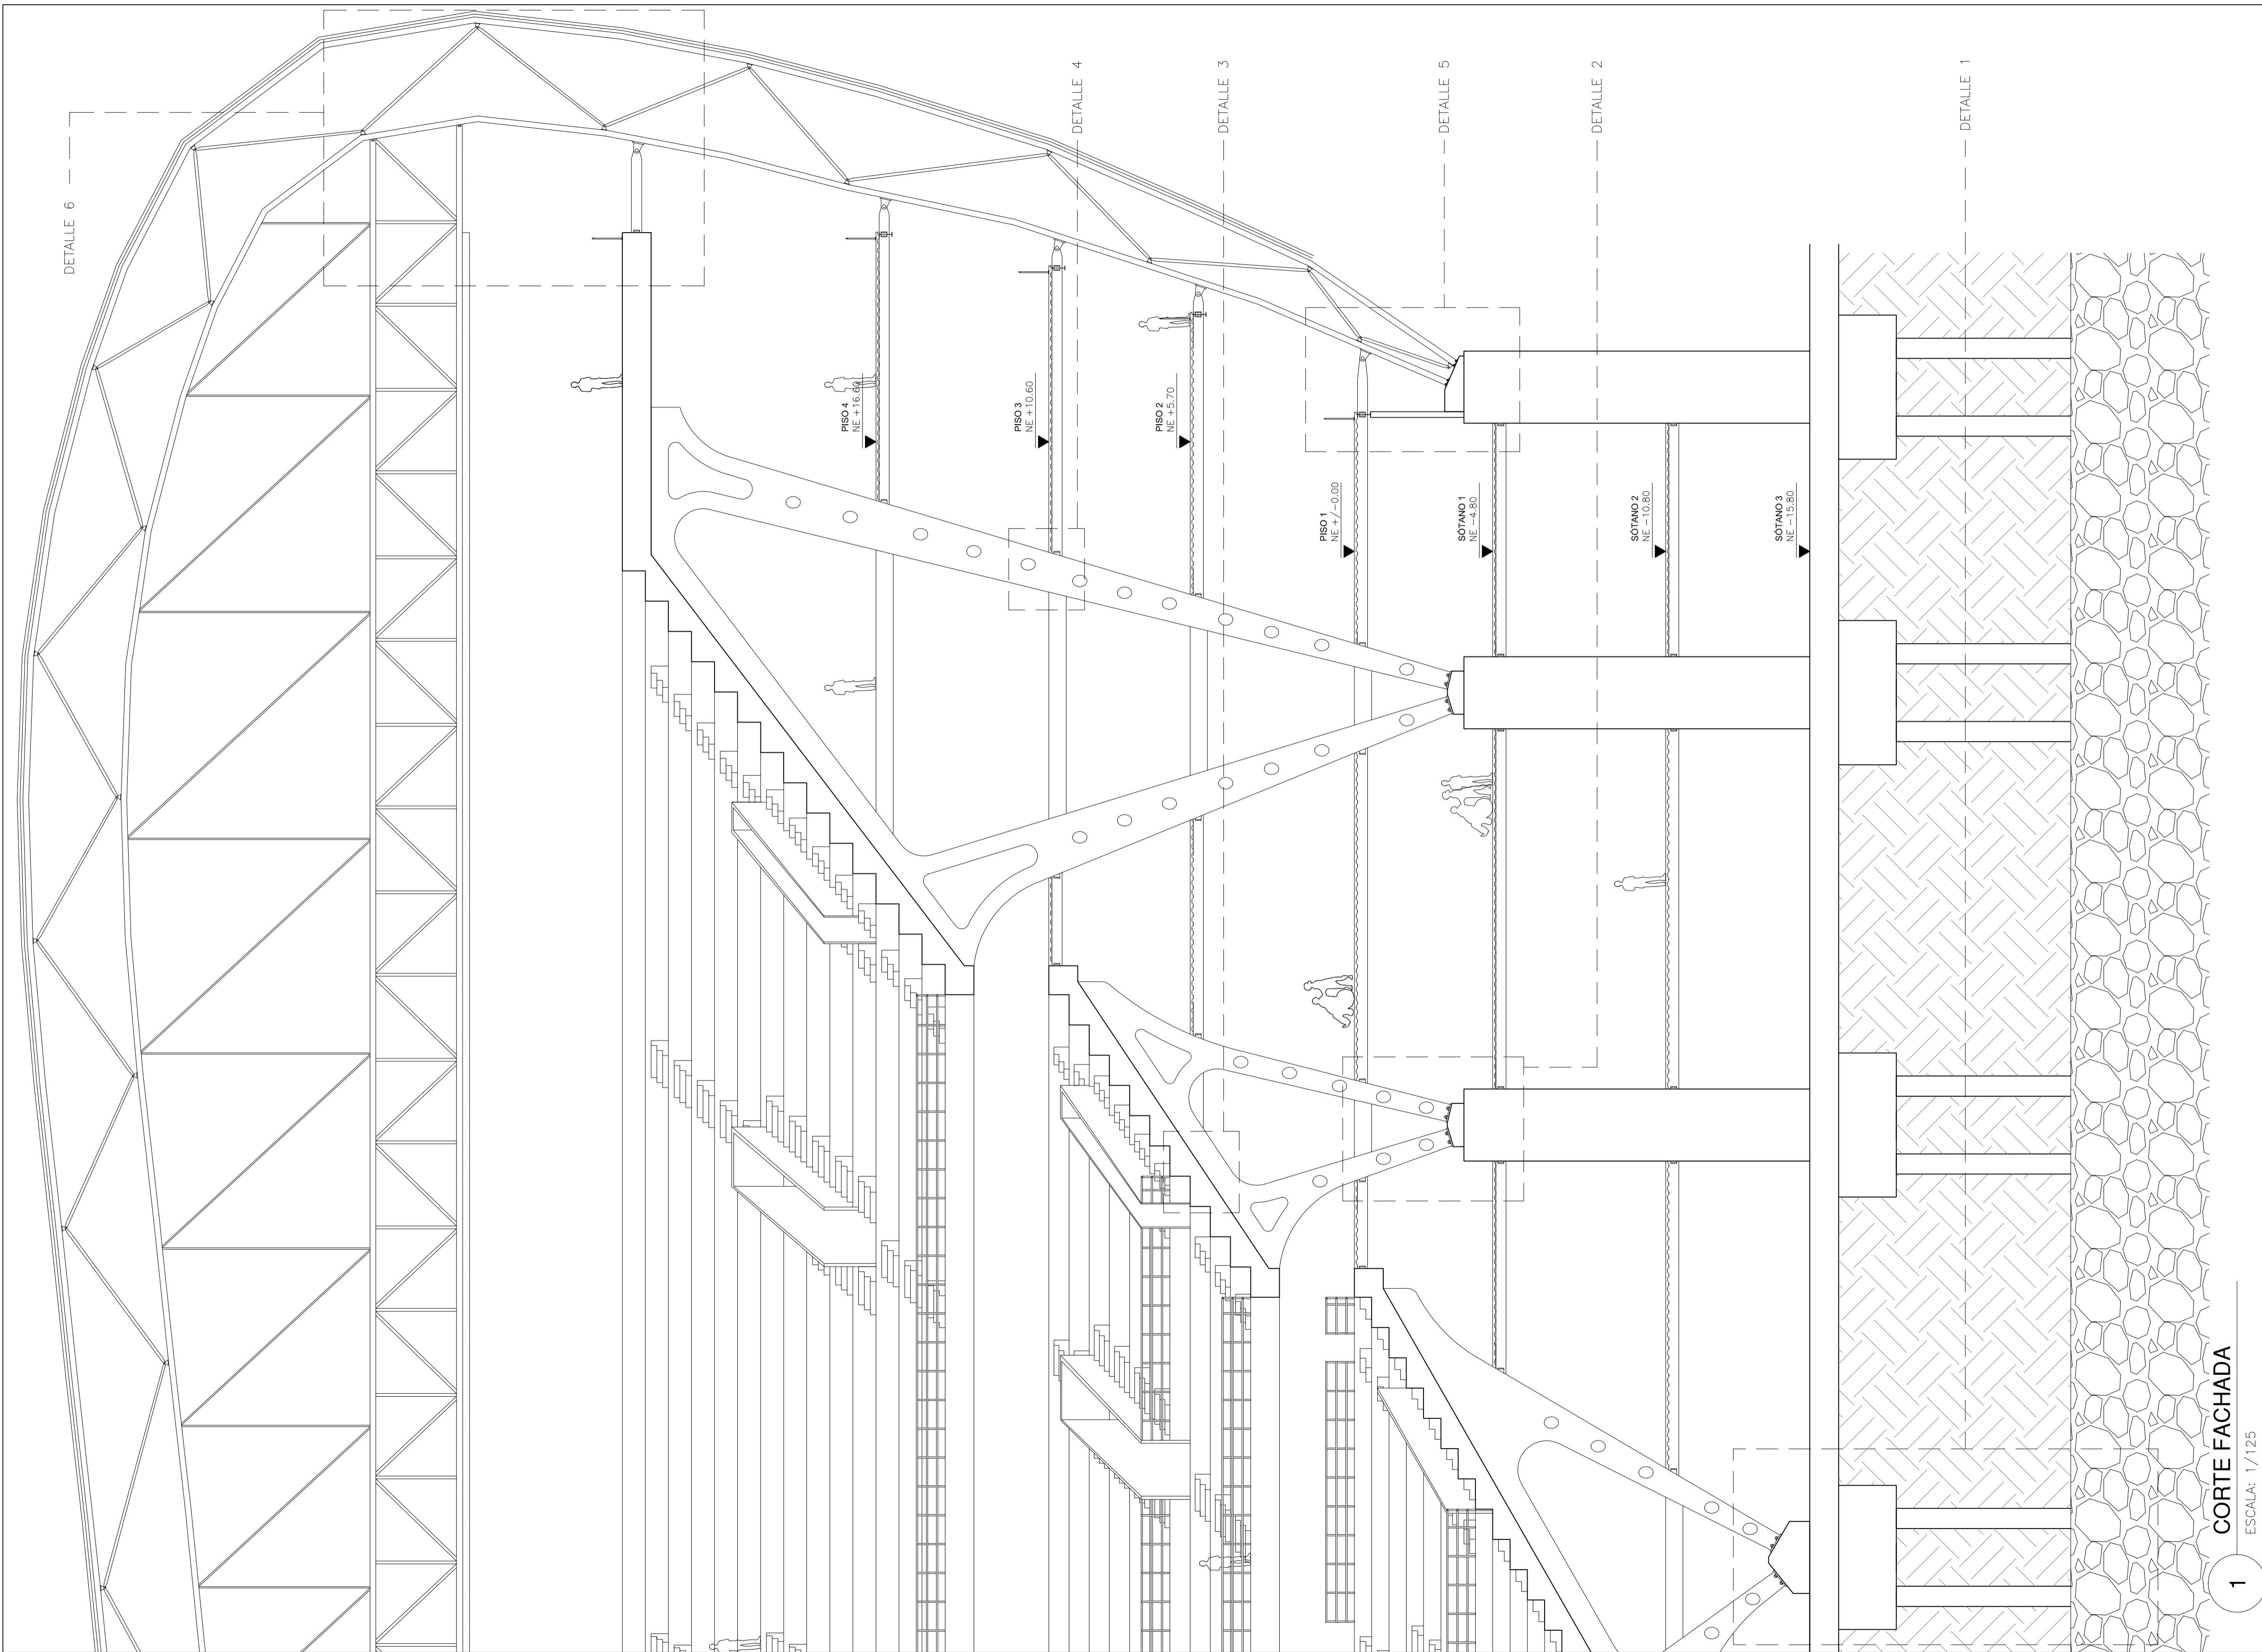 DETALLE 6
DETALLE 4
DETALLE 3
DETALLE 5
DETALLE 2
DETALLE 1
PISO 4
NE +16.60
PISO 3
NE +10.60
PISO 2
NE +5.70
PISO 1
NE +/-0.00
SÓTANO 1
NE -4.80
SÓTANO 2
NE -10.80
SÓTANO 3
NE -15.80
1
CORTE FACHADA
ESCALA: 1/125